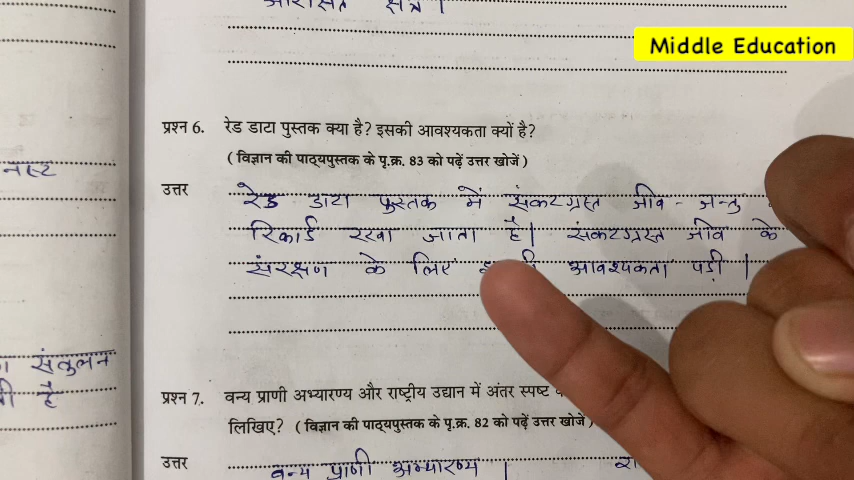 आरक्षित क्षेत्र।
Middle Education
नष्ट
संकुलन
है
प्रश्न 6. रेड डाटा पुस्तक क्या है? इसकी आवश्यकता क्यों है?
(विज्ञान की पाठ्यपुस्तक के पृ.क्र. 83 को पढ़ें उत्तर खोजें)
उत्तर रेड डाटा पुस्तक में संकटग्रस्त जीव - जन्तु
रिकार्ड रखा जाता है। संकटग्रस्त जीव के
संरक्षण के लिए आवश्यकता पड़ी।
प्रश्न 7. वन्य प्राणी अभ्यारण्य और राष्ट्रीय उद्यान में अंतर स्पष्ट
लिखिए? (विज्ञान की पाठ्यपुस्तक के पृ.क्र. 82 को पढ़ें उत्तर खोजें)
उत्तर वन्य प्राणी अभ्यारण्य |